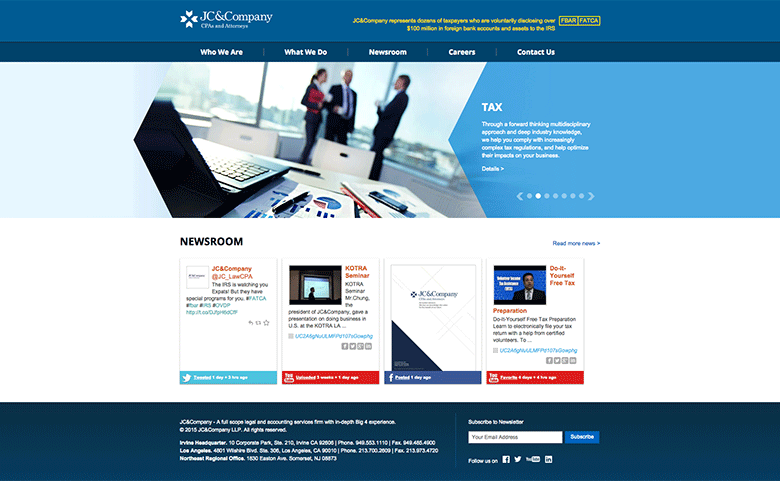 JC&Company
CPAs and Attorneys
JC&Company represents dozens of taxpayers who are voluntarily disclosing over
$100 million in foreign bank accounts and assets to the IRS
FBAR FATCA
Who We Are
What We Do
Newsroom
Careers
Contact Us
TAX
Through a forward thinking multidisciplinary
approach and deep industry knowledge,
we help you comply with increasingly
complex tax regulations, and help optimize
their impacts on your business.
Details >
NEWSROOM
Read more news >
JC&Company
@JC_LawCPA
The IRS is watching you
Expats! But they have
special programs for you. #FATCA
#fbar #IRS #OVDP
Tweeted 1 day + 3 hrs ago
KOTRA
Seminar
KOTRA
Seminar
Mr.Chung,
the
president of JC&Company, gave a
presentation on doing business in
U.S. at the KOTRA LA ...
Uploaded 3 weeks + 1 day ago
JC&Company
CPAs and Attorneys
Posted 1 day ago
Volunteer Income
Tax Assistance
(VITA)
Do-It-
Yourself
Free Tax
Preparation
Do-It-Yourself Free Tax Preparation
Learn to electronically file your tax
return with a help from certified
volunteers. To ...
Favorite 4 days + 4 hrs ago
JC&Company - A full scope legal and accounting services firm with in-depth Big 4 experience.
© 2015 JC&Company LLP. All rights reserved.
Irvine Headquarter. 10 Corporate Park, Ste. 210, Irvine CA 92606 | Phone. 949.553.1110 | Fax. 949.465.4900
Los Angeles. 4801 Wilshire Blvd. Ste. 306, Los Angeles, CA 90010 | Phone. 213.700.2609 | Fax. 213.973.4720
Northeast Regional Office. 1630 Easton Ave. Somerset, NJ 08873
Subscribe to Newsletter
Your Email Address
Subscribe
Follow us on